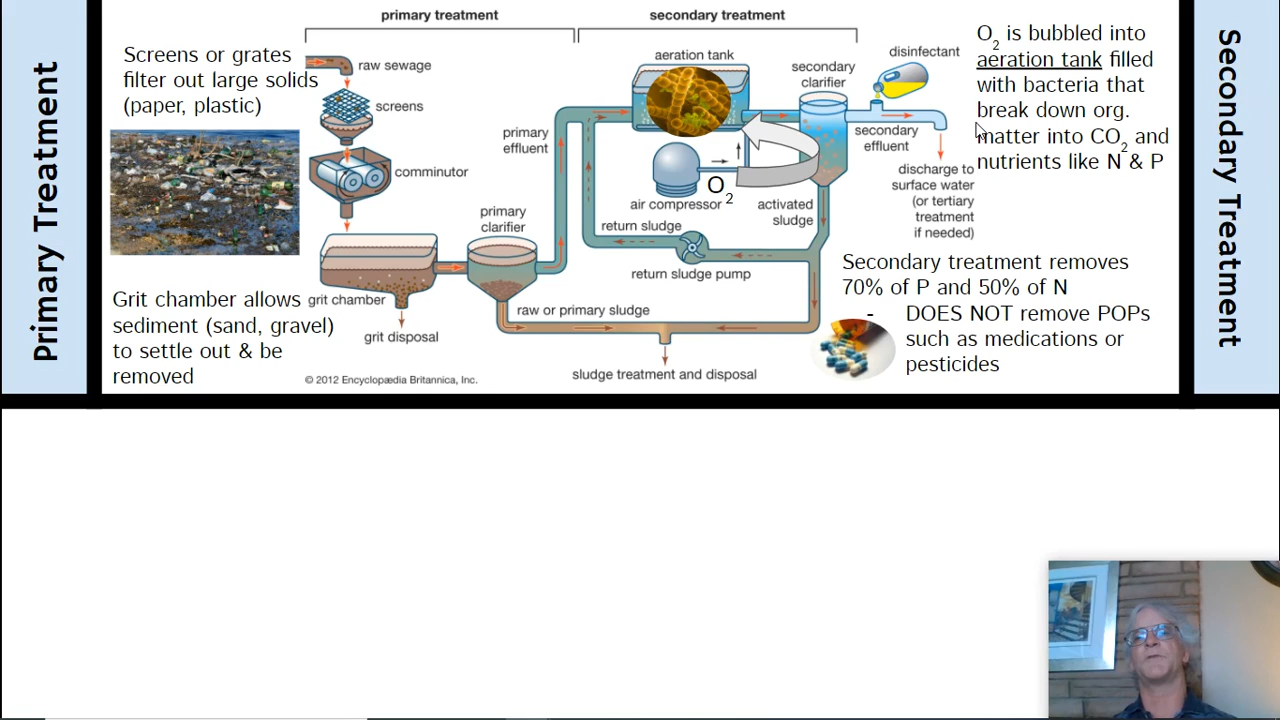 Primary Treatment
Screens or grates
filter out large solids
(paper, plastic)
Grit chamber allows
sediment (sand, gravel)
to settle out & be
removed
primary treatment
secondary treatment
raw sewage
screens
comminutor
grit chamber
grit disposal
primary
clarifier
primary
effluent
raw or primary sludge
sludge treatment and disposal
aeration tank
O2
air compressor
return sludge
return sludge pump
activated
sludge
secondary
clarifier
disinfectant
secondary
effluent
discharge to
surface water
(or tertiary
treatment
if needed)
© 2012 Encyclopædia Britannica, Inc.
O2 is bubbled into
aeration tank filled
with bacteria that
break down org.
matter into CO2 and
nutrients like N & P
Secondary treatment removes
70% of P and 50% of N
- DOES NOT remove POPs
such as medications or
pesticides
Secondary Treatment